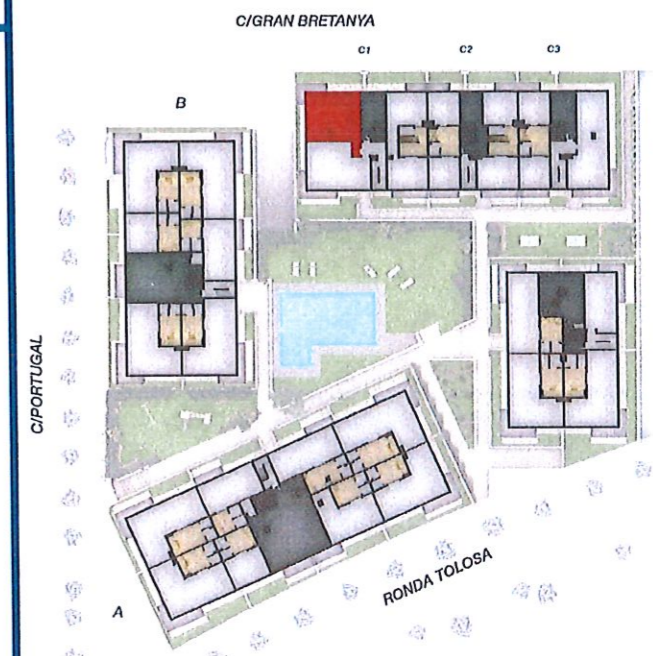 C/GRAN BRETANYA
C1 C2 C3
B
C/PORTUGAL
RONDA TOLOSA
A